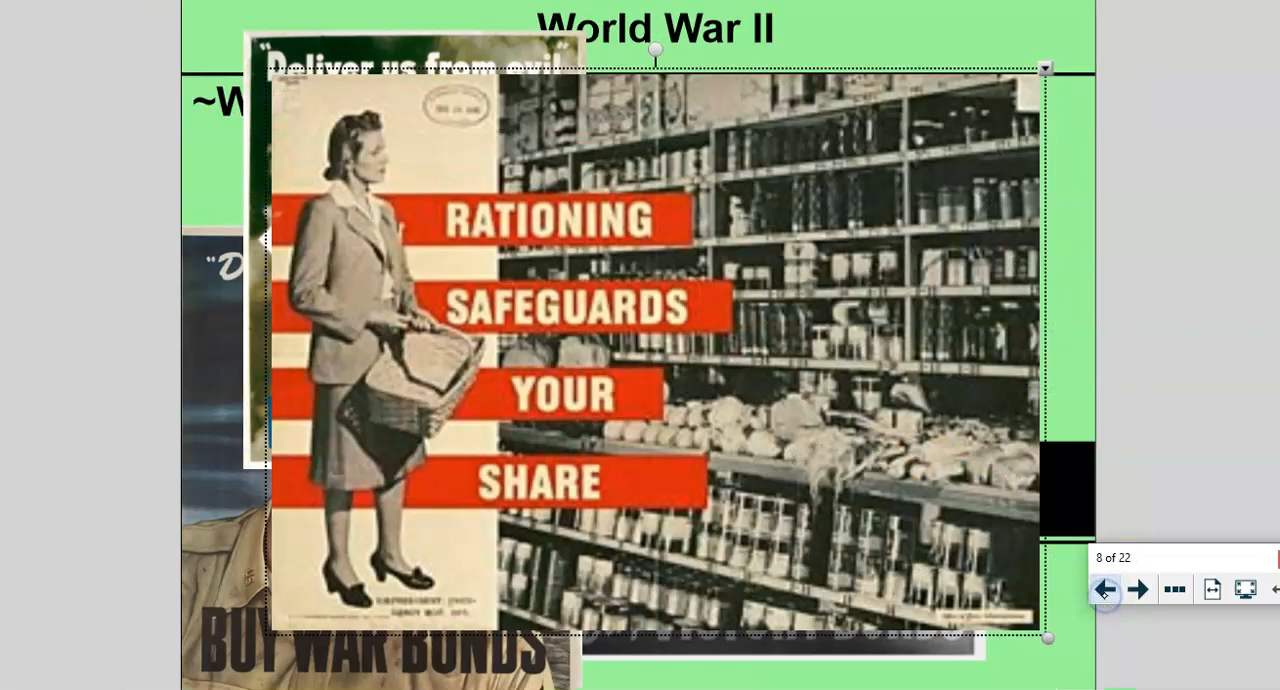 World War II
"Deliver us from evil"
~W
"D
RATIONING
SAFEGUARDS
YOUR
SHARE
8 of 22
BUY WAR BONDS